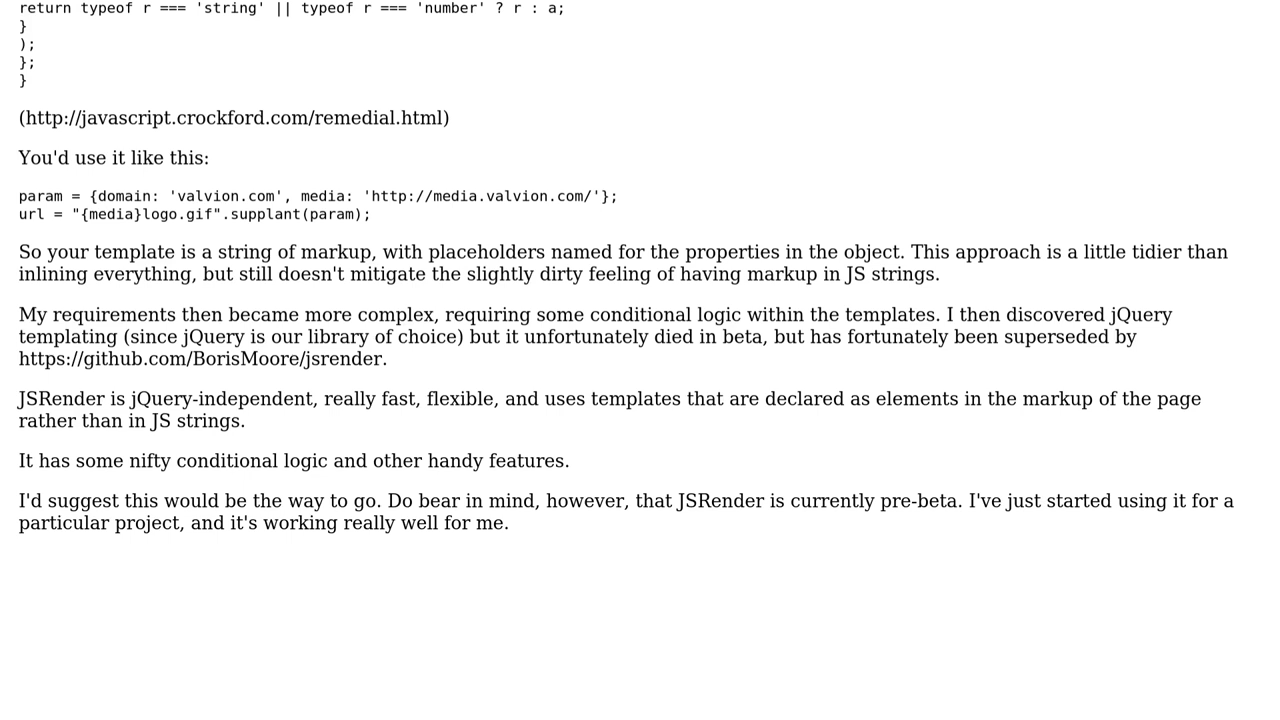 return typeof r === 'string' || typeof r === 'number' ? r : a;
}
);
};
}
(http://javascript.crockford.com/remedial.html)
You'd use it like this:
param = {domain: 'valvion.com', media: 'http://media.valvion.com/'};
url = "{media}logo.gif".supplant(param);
So your template is a string of markup, with placeholders named for the properties in the object. This approach is a little tidier than
inlining everything, but still doesn't mitigate the slightly dirty feeling of having markup in JS strings.
My requirements then became more complex, requiring some conditional logic within the templates. I then discovered jQuery
templating (since jQuery is our library of choice) but it unfortunately died in beta, but has fortunately been superseded by
https://github.com/BorisMoore/jsrender.
JSRender is jQuery-independent, really fast, flexible, and uses templates that are declared as elements in the markup of the page
rather than in JS strings.
It has some nifty conditional logic and other handy features.
I'd suggest this would be the way to go. Do bear in mind, however, that JSRender is currently pre-beta. I've just started using it for a
particular project, and it's working really well for me.